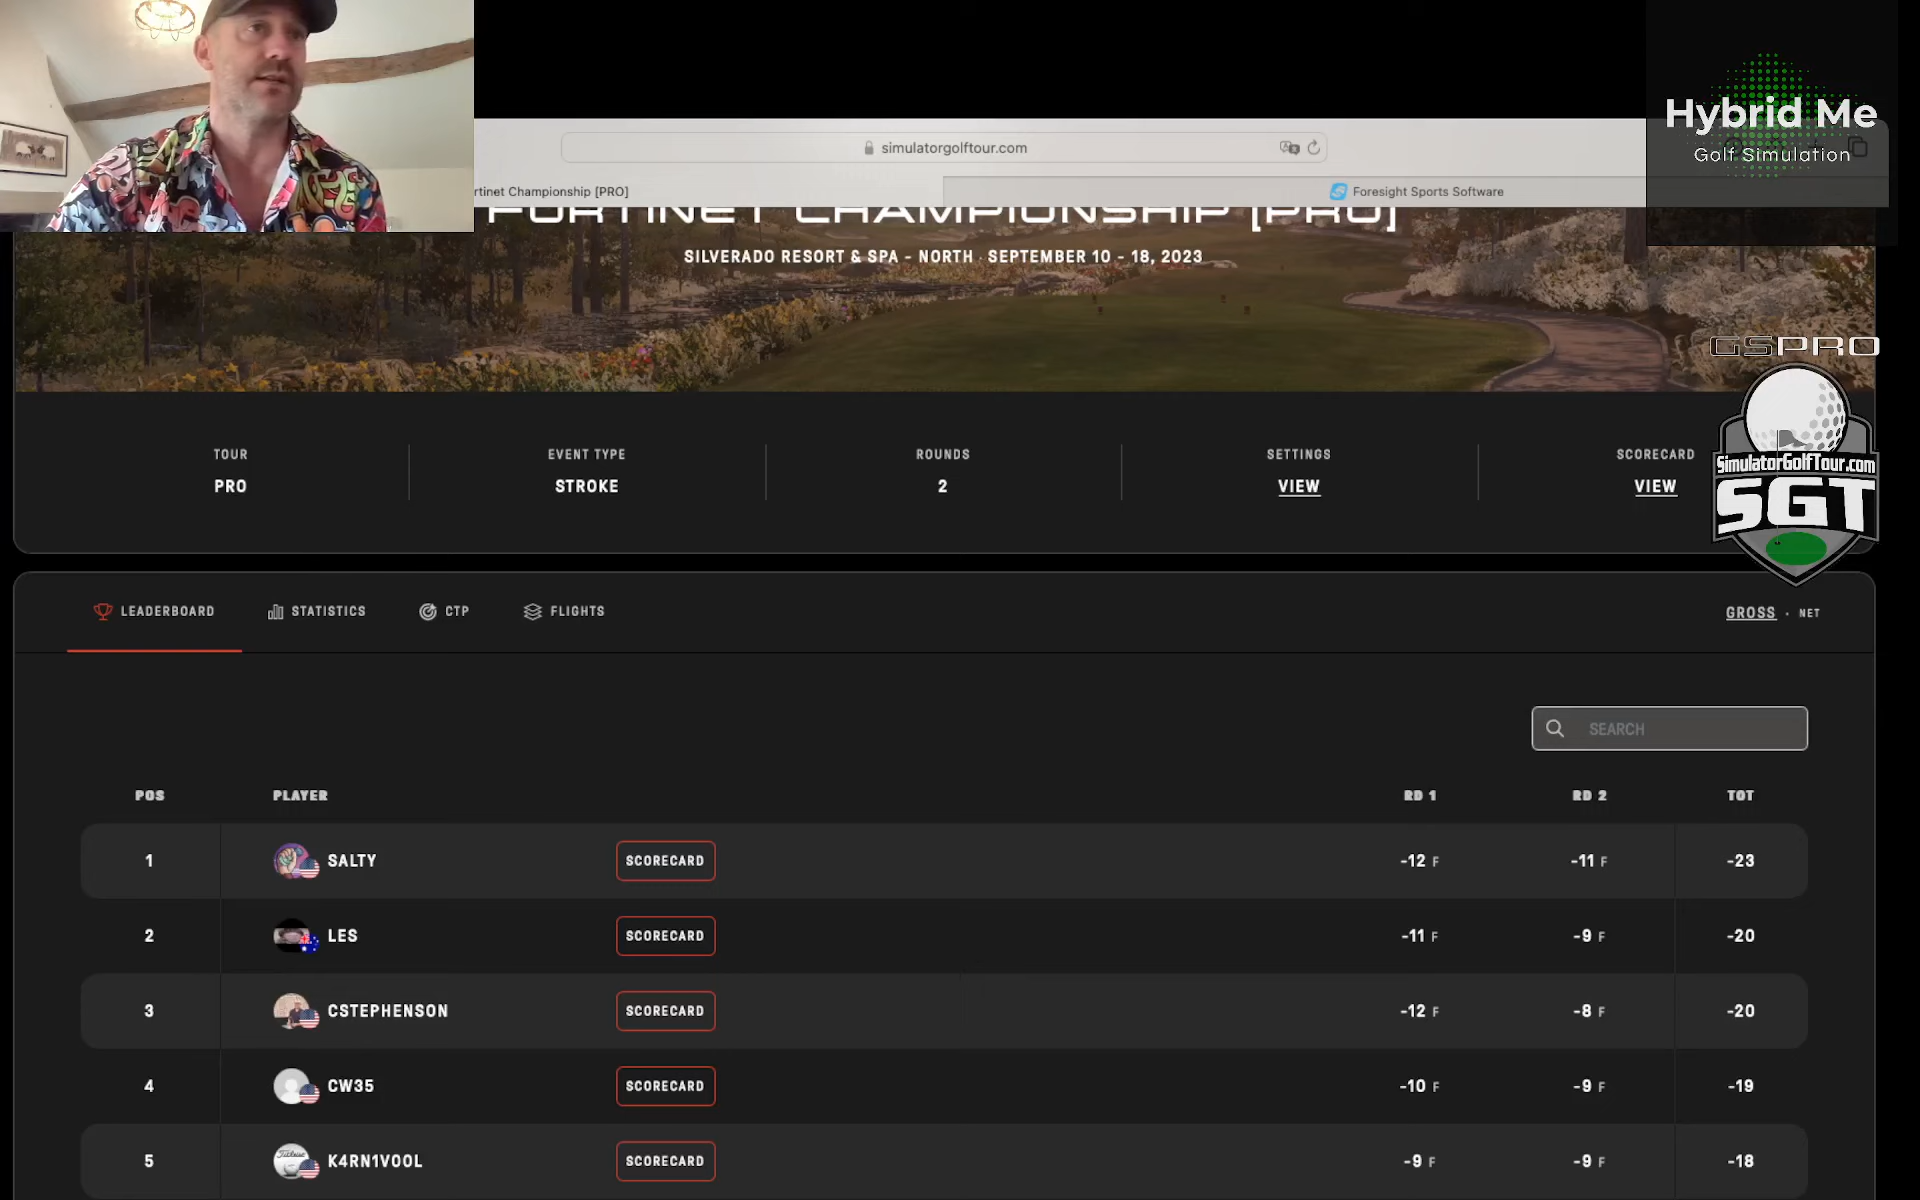 Hybrid Me
Golf Simulation
simulatorgolftour.com
rtinet Championship [PRO]
Foresight Sports Software
FORTINET CHAMPIONSHIP [PRO]
SILVERADO RESORT & SPA - NORTH · SEPTEMBER 10 - 18, 2023
GSPRO
SimulatorGolfTour.com
SGT
TOUR
PRO
EVENT TYPE
STROKE
ROUNDS
2
SETTINGS
VIEW
SCORECARD
VIEW
LEADERBOARD
STATISTICS
CTP
FLIGHTS
GROSS · NET
SEARCH
POS PLAYER RD 1 RD 2 TOT
1 SALTY SCORECARD -12 F -11 F -23
2 LES SCORECARD -11 F -9 F -20
3 CSTEPHENSON SCORECARD -12 F -8 F -20
4 CW35 SCORECARD -10 F -9 F -19
5 K4RN1VOOL SCORECARD -9 F -9 F -18